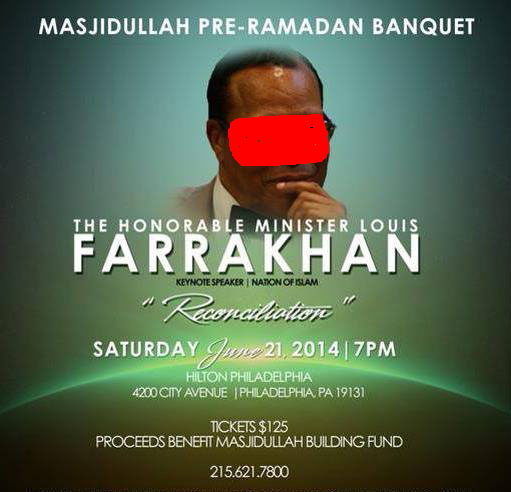 MASJIDULLAH PRE-RAMADAN BANQUET
THE HONORABLE MINISTER LOUIS
FARRAKHAN
KEYNOTE SPEAKER | NATION OF ISLAM
"Reconciliation"
SATURDAY June 21, 2014 | 7PM
HILTON PHILADELPHIA
4200 CITY AVENUE | PHILADELPHIA, PA 19131
TICKETS $125
PROCEEDS BENEFIT MASJIDULLAH BUILDING FUND
215.621.7800